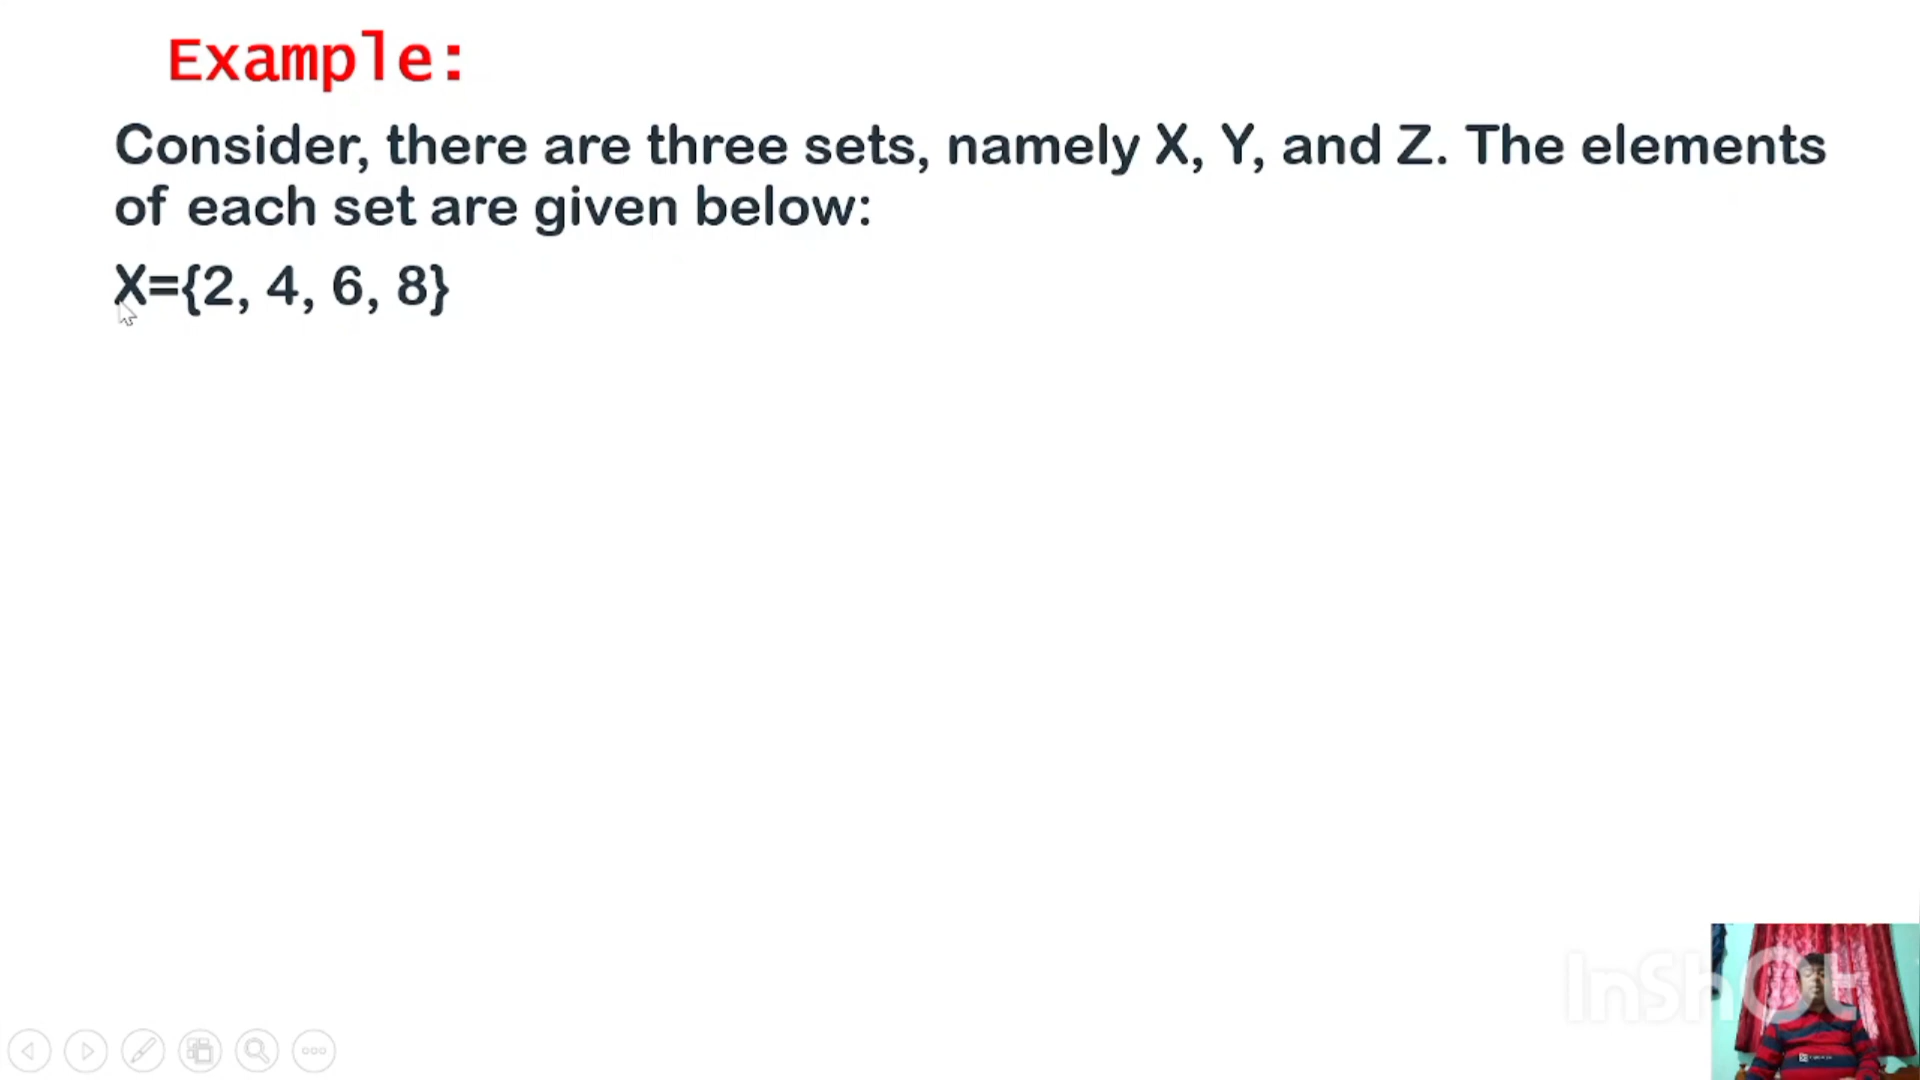 Example:
Consider, there are three sets, namely X, Y, and Z. The elements
of each set are given below:
X={2, 4, 6, 8}
InShOt